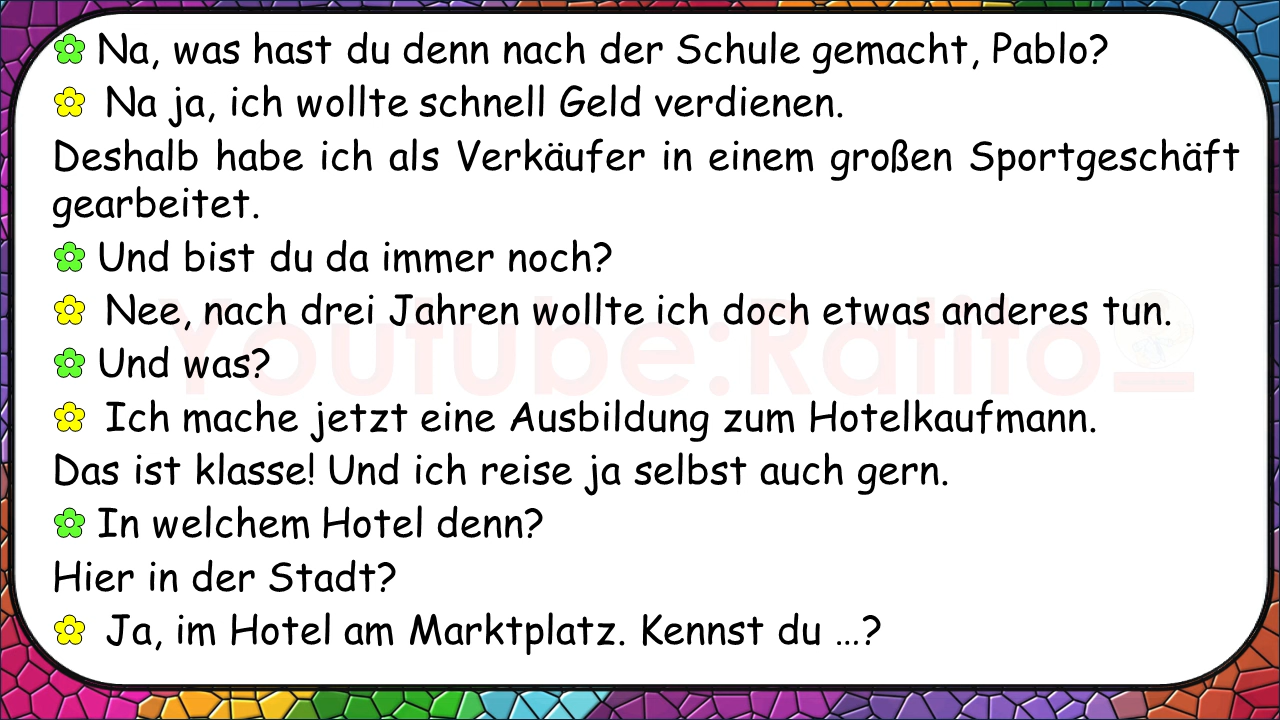 Na, was hast du denn nach der Schule gemacht, Pablo?
Na ja, ich wollte schnell Geld verdienen.
Deshalb habe ich als Verkäufer in einem großen Sportgeschäft
gearbeitet.
Und bist du da immer noch?
Nee, nach drei Jahren wollte ich doch etwas anderes tun.
Youtube:Ratito
Und was?
Ich mache jetzt eine Ausbildung zum Hotelkaufmann.
Das ist klasse! Und ich reise ja selbst auch gern.
In welchem Hotel denn?
Hier in der Stadt?
Ja, im Hotel am Marktplatz. Kennst du …?